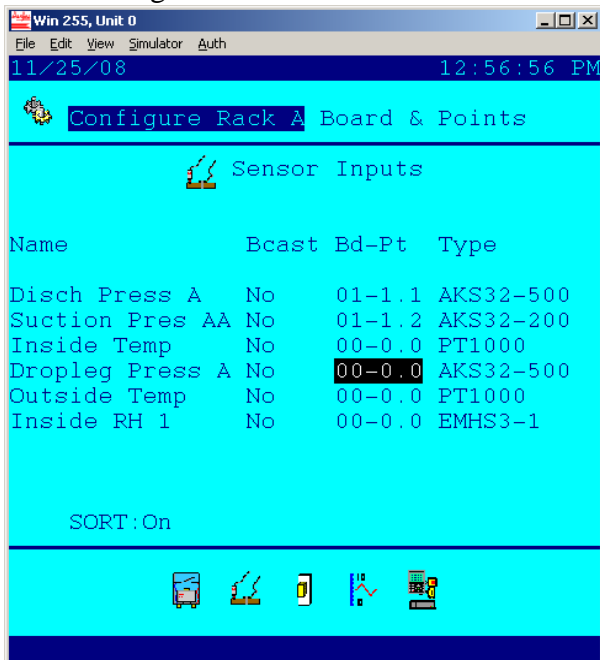 Win 255, Unit 0
File Edit View Simulator Auth
11/25/08 12:56:56 PM
Configure Rack A Board & Points
Sensor Inputs
Name Bcast Bd-Pt Type
Disch Press A No 01-1.1 AKS32-500
Suction Pres AA No 01-1.2 AKS32-200
Inside Temp No 00-0.0 PT1000
Dropleg Press A No 00-0.0 AKS32-500
Outside Temp No 00-0.0 PT1000
Inside RH 1 No 00-0.0 EMHS3-1
SORT:On